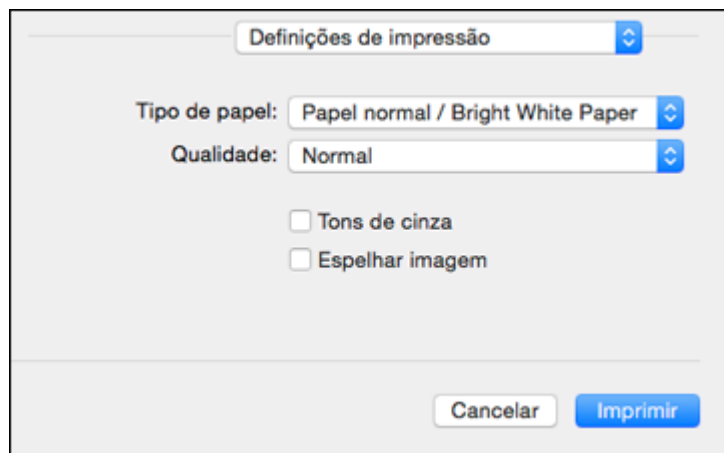 Definições de impressão
Tipo de papel: Papel normal / Bright White Paper
Qualidade: Normal
Tons de cinza
Espelhar imagem
Cancelar Imprimir